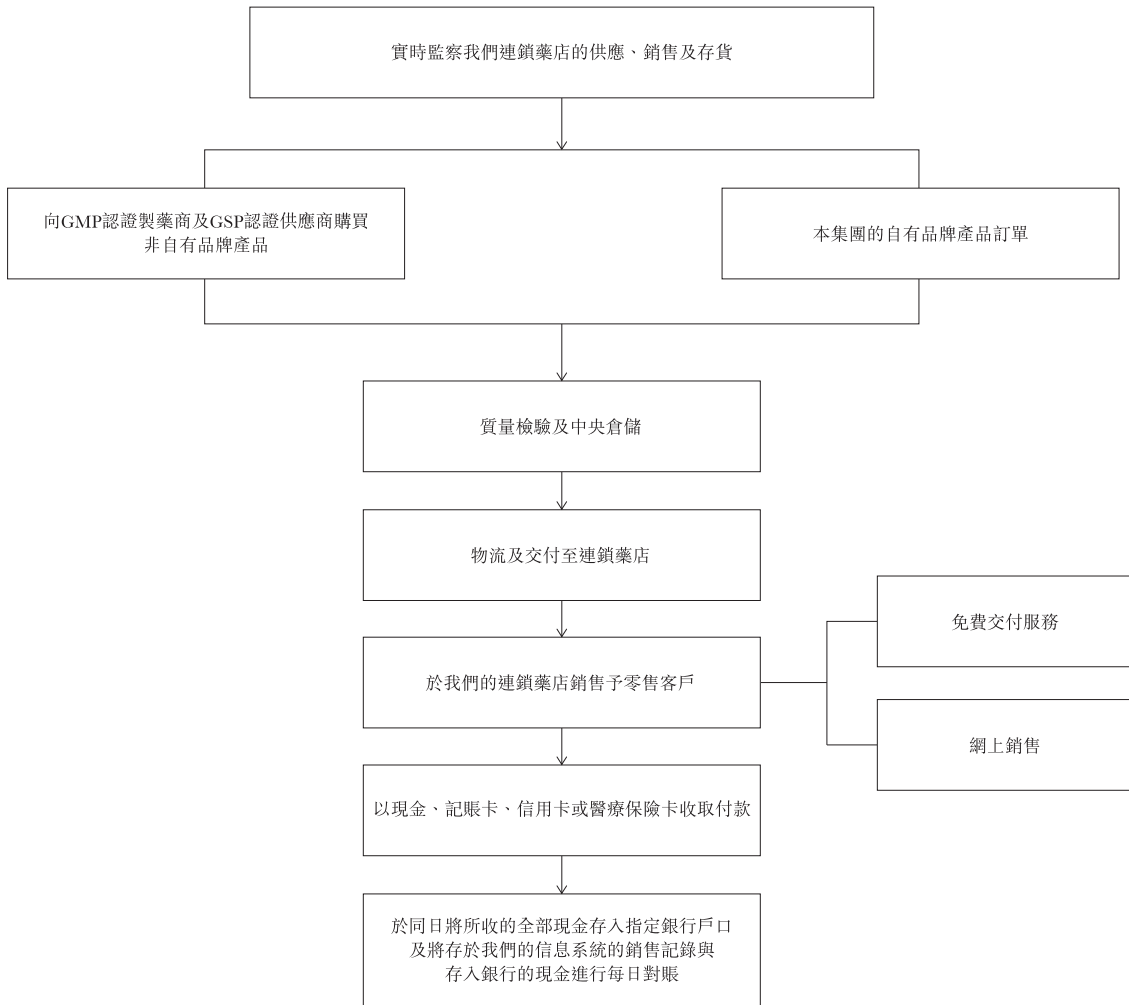 實時監察我們連鎖藥店的供應、銷售及存貨
向GMP認證製藥商及GSP認證供應商購買
非自有品牌產品
本集團的自有品牌產品訂單
質量檢驗及中央倉儲
物流及交付至連鎖藥店
免費交付服務
於我們的連鎖藥店銷售予零售客戶
網上銷售
以現金、記賬卡、信用卡或醫療保險卡收取付款
於同日將所收的全部現金存入指定銀行戶口
及將存於我們的信息系統的銷售記錄與
存入銀行的現金進行每日對賬